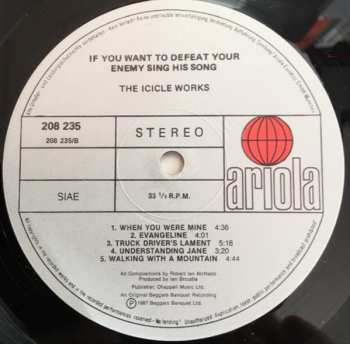 IF YOU WANT TO DEFEAT YOUR
ENEMY SING HIS SONG
THE ICICLE WORKS
208 235
208 235/B
STEREO
SIAE
33 ⅓ R.P.M.
ariola
1. WHEN YOU WERE MINE 4:36
2. EVANGELINE 4:01
3. TRUCK DRIVER'S LAMENT 5:18
4. UNDERSTANDING JANE 3:20
5. WALKING WITH A MOUNTAIN 4:44
All Compositions by Robert Ian McNabb
Produced by Ian Broudie
Publisher: Chappell Music Ltd.
An Original Beggars Banquet Recording
℗ 1987 Beggars Banquet